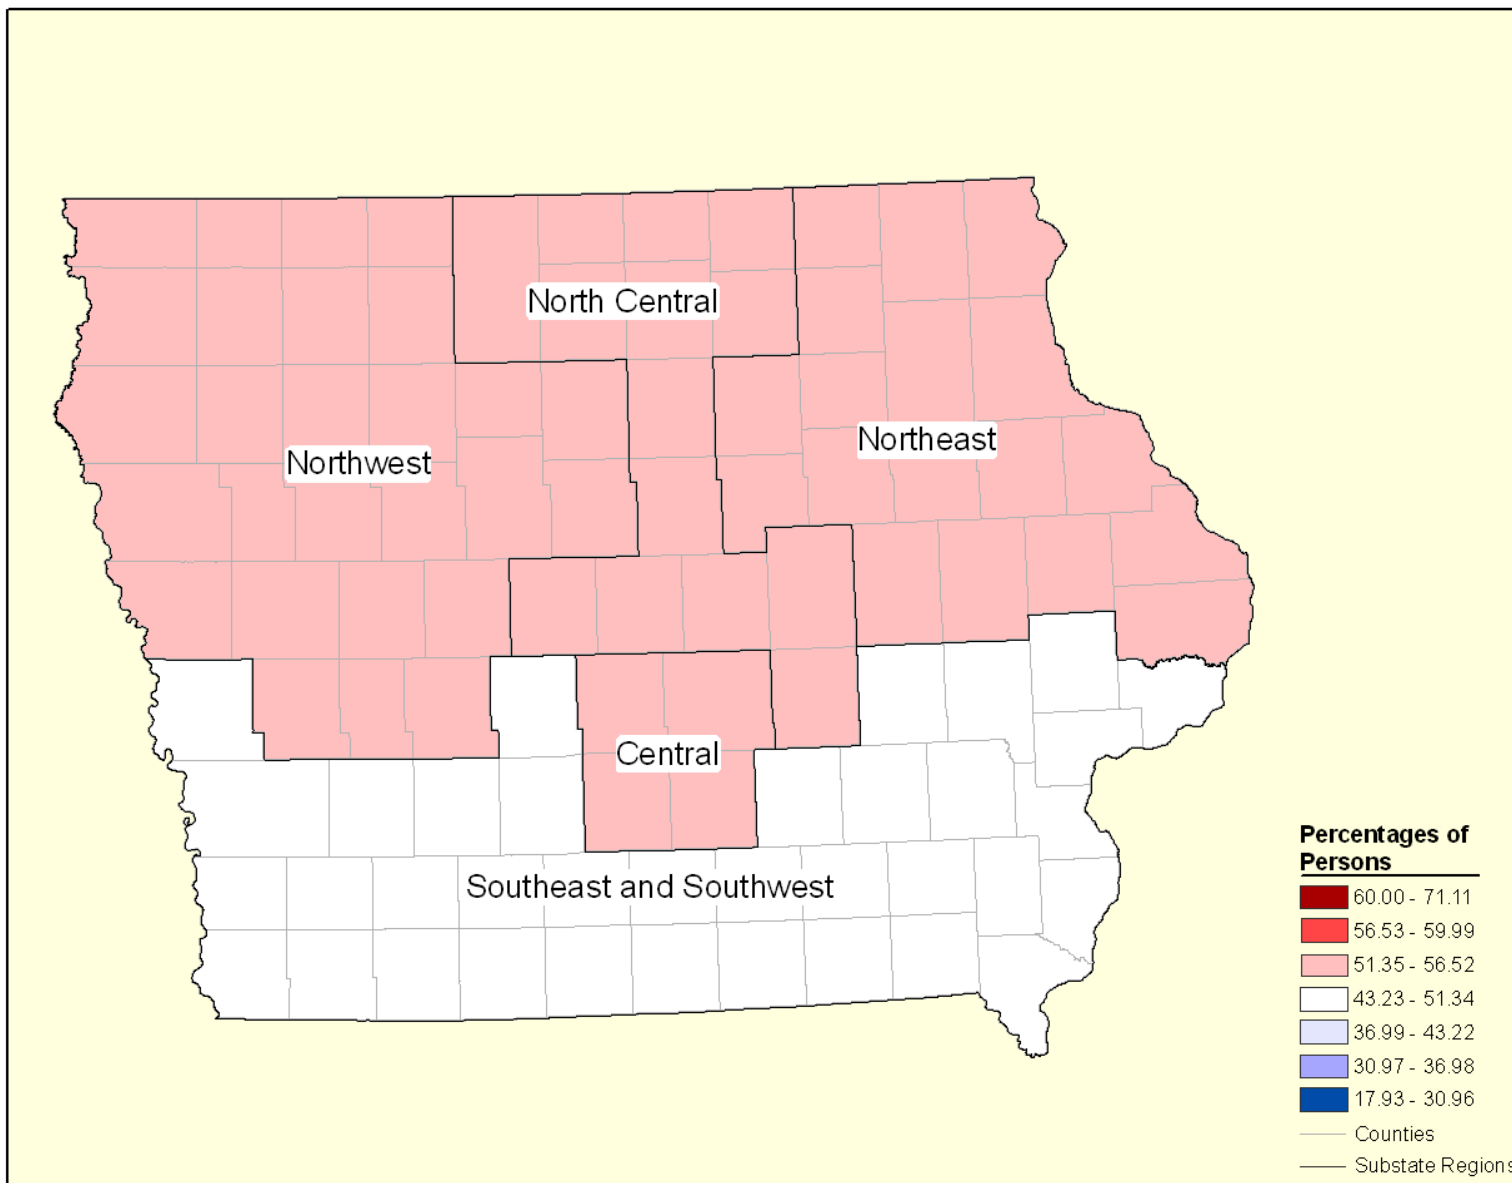 North Central
Northeast
Northwest
Central
Southeast and Southwest
Percentages of
Persons
60.00 - 71.11
56.53 - 59.99
51.35 - 56.52
43.23 - 51.34
36.99 - 43.22
30.97 - 36.98
17.93 - 30.96
Counties
Substate Regions